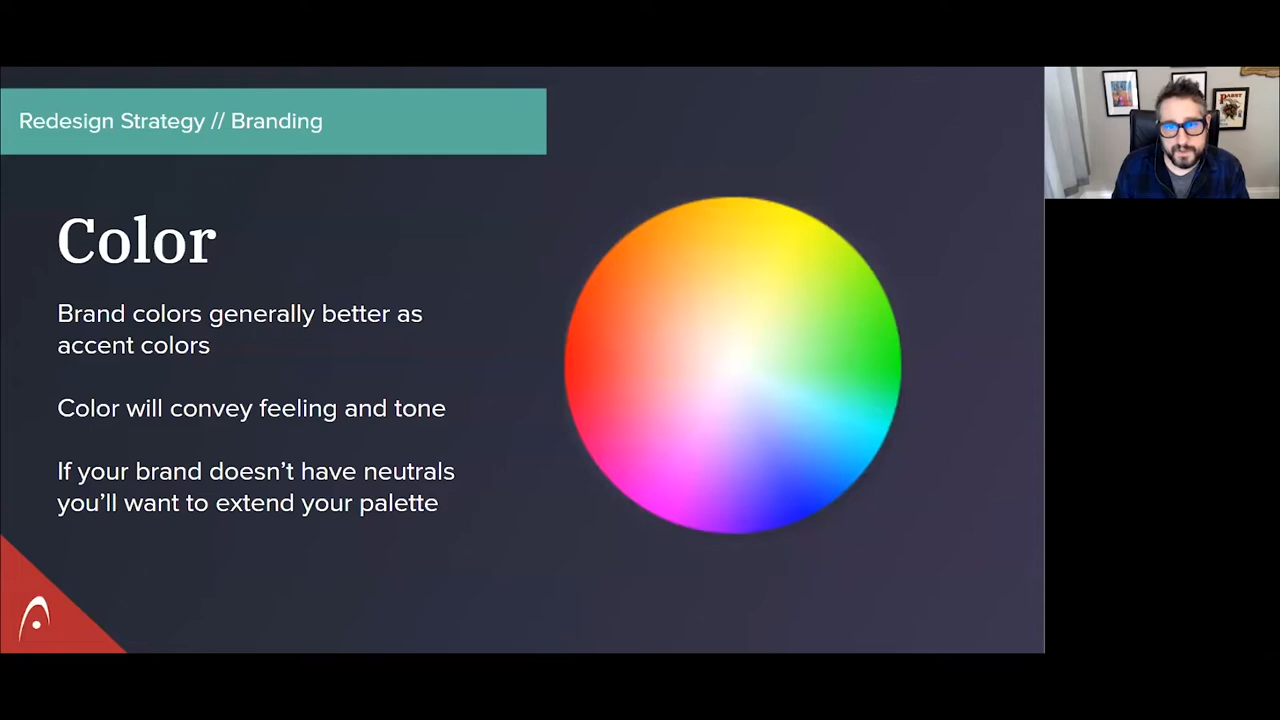 Redesign Strategy // Branding
Color
Brand colors generally better as
accent colors
Color will convey feeling and tone
If your brand doesn’t have neutrals
you’ll want to extend your palette
PABST